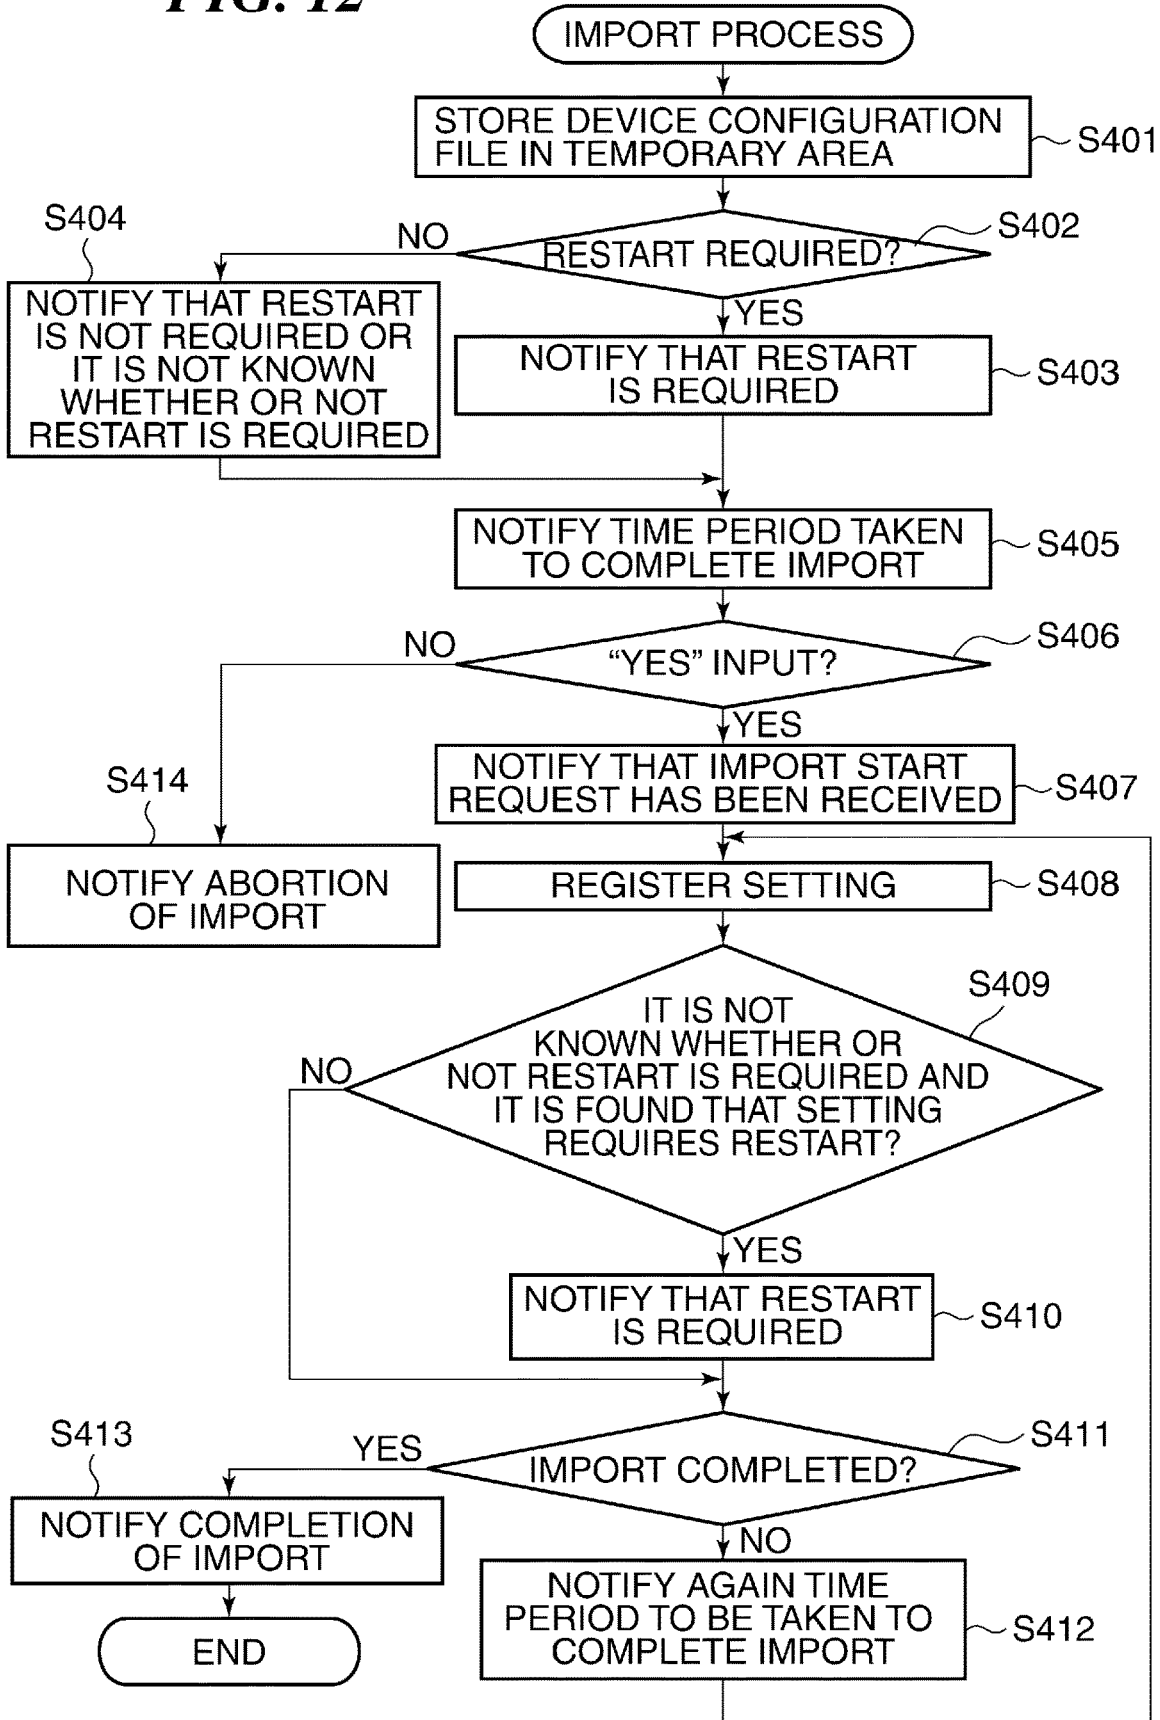 FIG. 12
IMPORT PROCESS
STORE DEVICE CONFIGURATION
FILE IN TEMPORARY AREA
S401
S404
NO
RESTART REQUIRED?
S402
YES
NOTIFY THAT RESTART
IS NOT REQUIRED OR
IT IS NOT KNOWN
WHETHER OR NOT
RESTART IS REQUIRED
NOTIFY THAT RESTART
IS REQUIRED
S403
NOTIFY TIME PERIOD TAKEN
TO COMPLETE IMPORT
S405
NO
“YES” INPUT?
S406
YES
NOTIFY THAT IMPORT START
REQUEST HAS BEEN RECEIVED
S407
S414
NOTIFY ABORTION
OF IMPORT
REGISTER SETTING
S408
S409
NO
IT IS NOT
KNOWN WHETHER OR
NOT RESTART IS REQUIRED AND
IT IS FOUND THAT SETTING
REQUIRES RESTART?
YES
NOTIFY THAT RESTART
IS REQUIRED
S410
S413
YES
IMPORT COMPLETED?
S411
NOTIFY COMPLETION
OF IMPORT
NO
END
NOTIFY AGAIN TIME
PERIOD TO BE TAKEN TO
COMPLETE IMPORT
S412